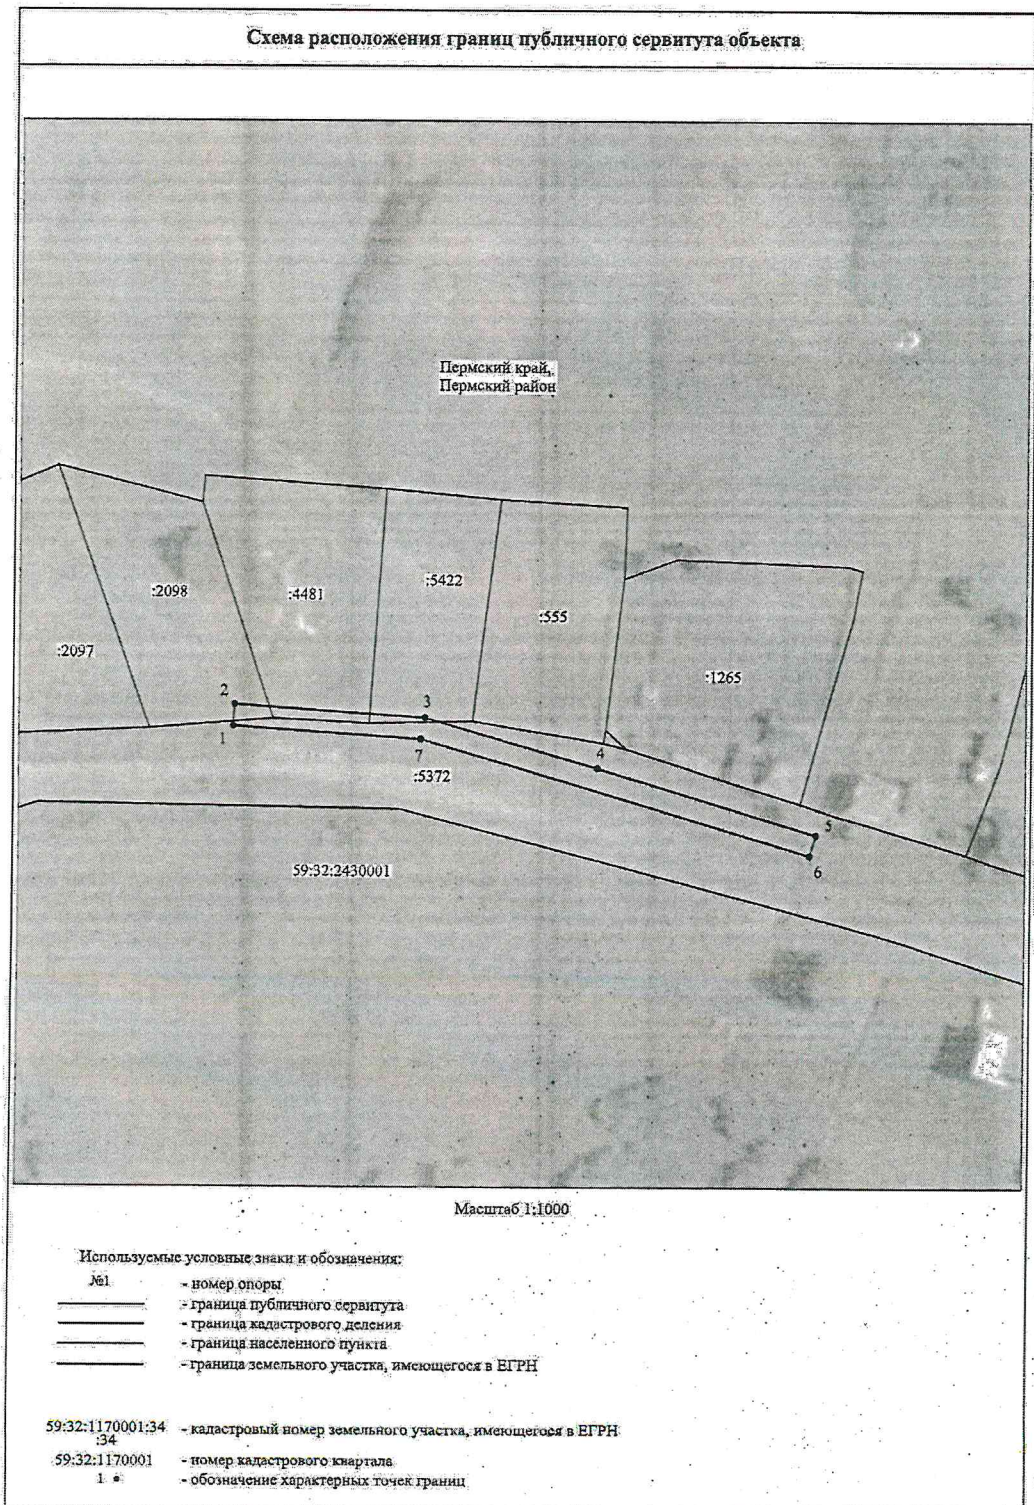 Схема расположения границ публичного сервитута объекта
Пермский край,
Пермский район
:5422
:2098
:4481
:555
:2097
:1265
2
3
1
7
4
:5372
5
6
59:32:2430001
Масштаб 1:1000
Используемые условные знаки и обозначения:
№1 - номер опоры
- граница публичного сервитута
- граница кадастрового деления
- граница населенного пункта
- граница земельного участка, имеющегося в ЕГРН
59:32:1170001:34 - кадастровый номер земельного участка, имеющегося в ЕГРН
:34
59:32:1170001 - номер кадастрового квартала
1 • - обозначение характерных точек границ